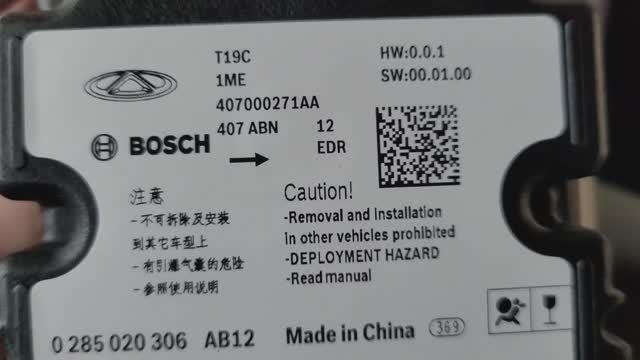 T19C
1ME
407000271AA
407 ABN 12
EDR
HW:0.0.1
SW:00.01.00
BOSCH
注意
-不可拆除及安装
到其它车型上
-有引爆气囊的危险
-参照使用说明
Caution!
-Removal and Installation
in other vehicles prohibited
-DEPLOYMENT HAZARD
-Read manual
0 285 020 306 AB12 Made in China 369